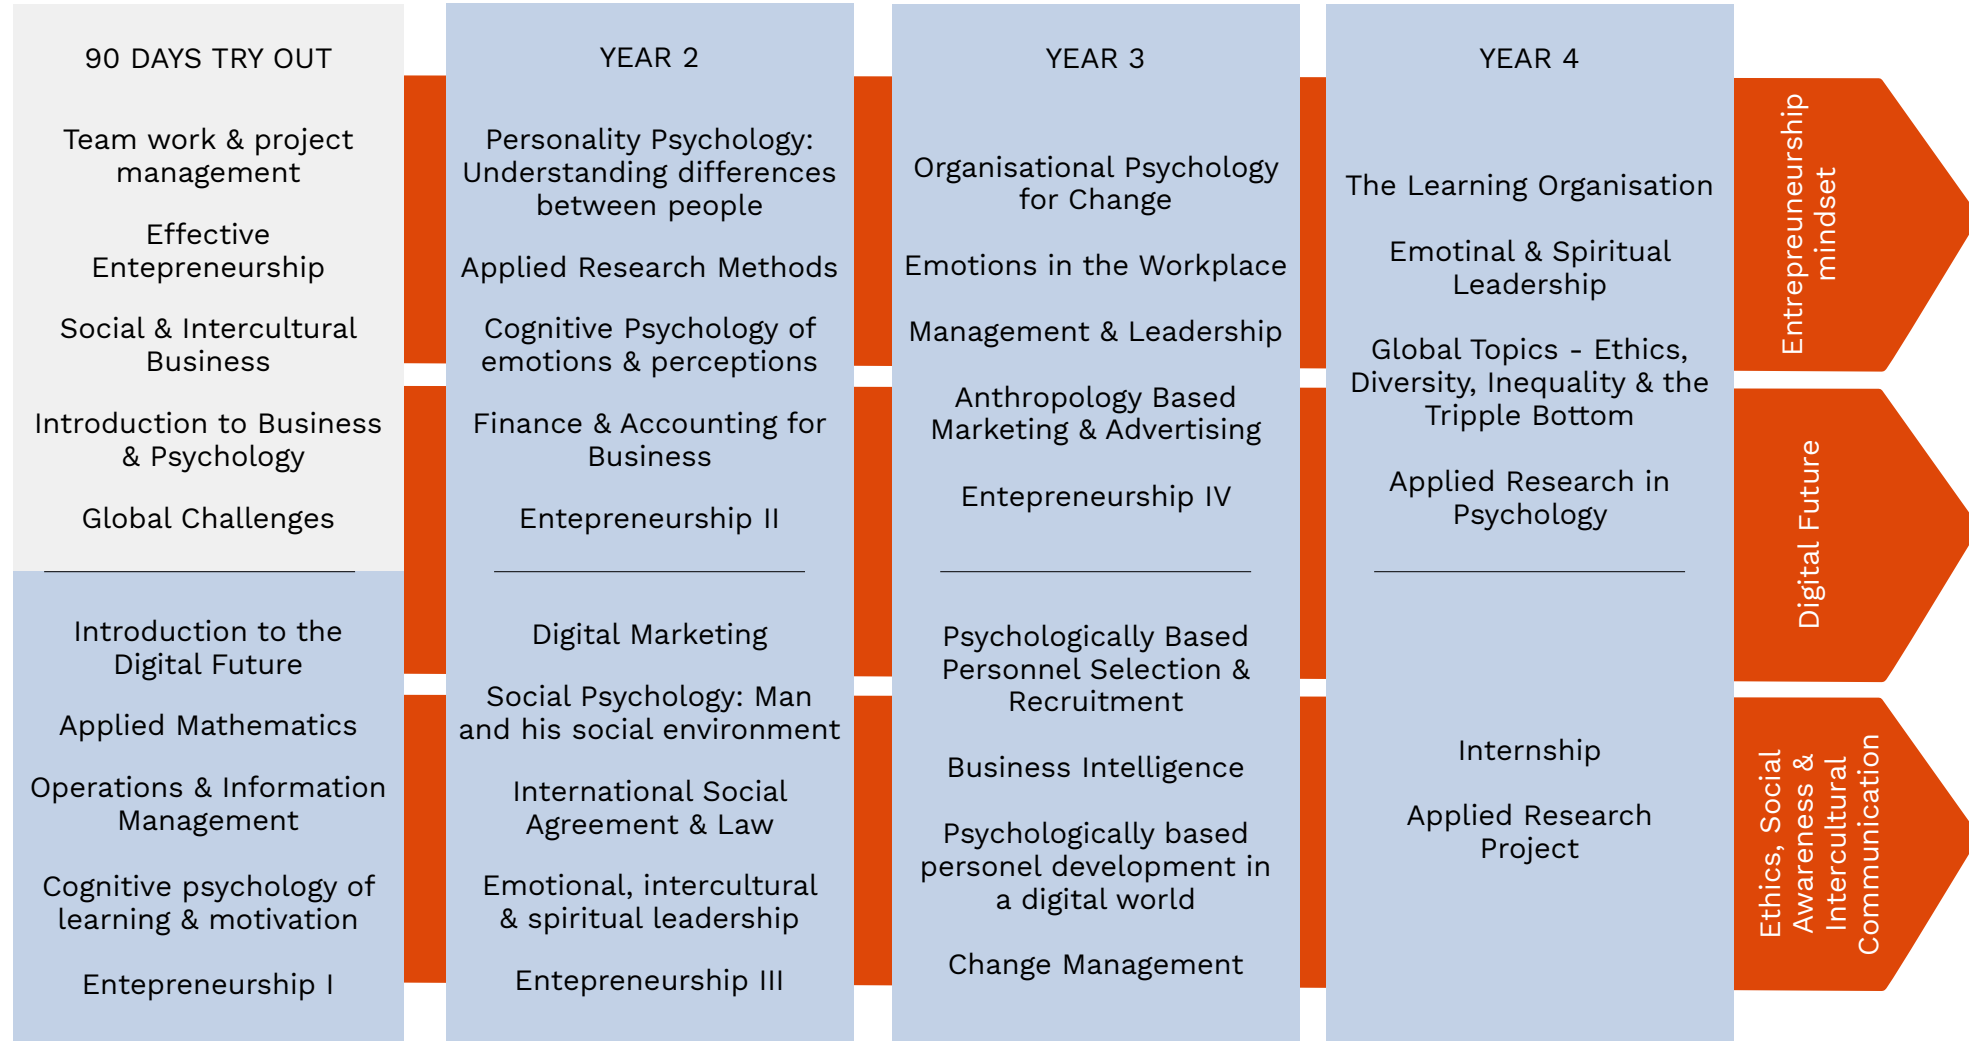 90 DAYS TRY OUT
Team work & project
management
Effective
Entepreneurship
Social & Intercultural
Business
Introduction to Business
& Psychology
Global Challenges
Introduction to the
Digital Future
Applied Mathematics
Operations & Information
Management
Cognitive psychology of
learning & motivation
Entepreneurship I
YEAR 2
Personality Psychology:
Understanding differences
between people
Applied Research Methods
Cognitive Psychology of
emotions & perceptions
Finance & Accounting for
Business
Entepreneurship II
Digital Marketing
Social Psychology: Man
and his social environment
International Social
Agreement & Law
Emotional, intercultural
& spiritual leadership
Entepreneurship III
YEAR 3
Organisational Psychology
for Change
Emotions in the Workplace
Management & Leadership
Anthropology Based
Marketing & Advertising
Entepreneurship IV
Psychologically Based
Personnel Selection &
Recruitment
Business Intelligence
Psychologically based
personel development in
a digital world
Change Management
YEAR 4
The Learning Organisation
Emotinal & Spiritual
Leadership
Global Topics - Ethics,
Diversity, Inequality & the
Tripple Bottom
Applied Research in
Psychology
Internship
Applied Research
Project
Entrepreuneurship
mindset
Digital Future
Ethics, Social
Awareness &
Intercultural
Communication